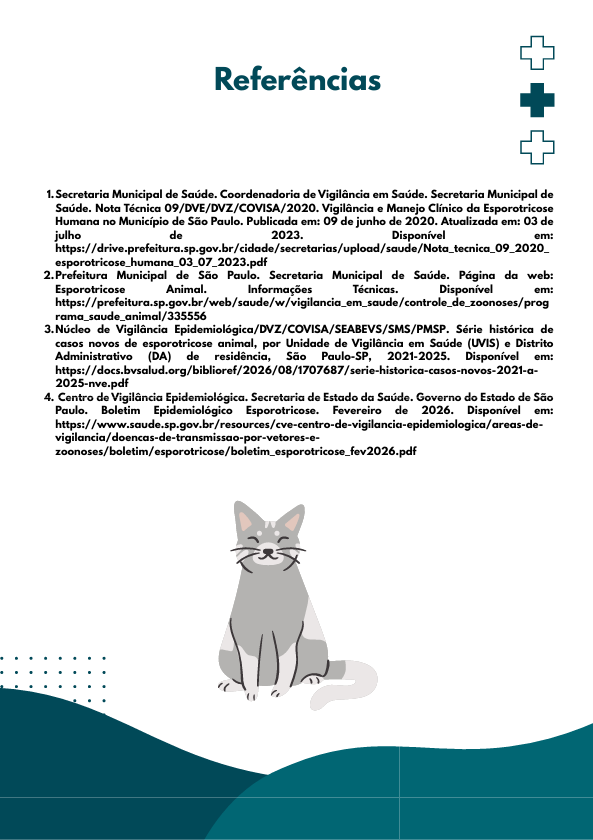 Referências
1. Secretaria Municipal de Saúde. Coordenadoria de Vigilância em Saúde. Secretaria Municipal de
Saúde. Nota Técnica 09/DVE/DVZ/COVISA/2020. Vigilância e Manejo Clínico da Esporotricose
Humana no Município de São Paulo. Publicada em: 09 de junho de 2020. Atualizada em: 03 de
julho de 2023. Disponível em:
https://drive.prefeitura.sp.gov.br/cidade/secretarias/upload/saude/Nota_tecnica_09_2020_
esporotricose_humana_03_07_2023.pdf
2. Prefeitura Municipal de São Paulo. Secretaria Municipal de Saúde. Página da web:
Esporotricose Animal. Informações Técnicas. Disponível em:
https://prefeitura.sp.gov.br/web/saude/w/vigilancia_em_saude/controle_de_zoonoses/prog
rama_saude_animal/335556
3. Núcleo de Vigilância Epidemiológica/DVZ/COVISA/SEABEVS/SMS/PMSP. Série histórica de
casos novos de esporotricose animal, por Unidade de Vigilância em Saúde (UVIS) e Distrito
Administrativo (DA) de residência, São Paulo-SP, 2021-2025. Disponível em:
https://docs.bvsalud.org/biblioref/2026/08/1707687/serie-historica-casos-novos-2021-a-
2025-nve.pdf
4. Centro de Vigilância Epidemiológica. Secretaria de Estado da Saúde. Governo do Estado de São
Paulo. Boletim Epidemiológico Esporotricose. Fevereiro de 2026. Disponível em:
https://www.saude.sp.gov.br/resources/cve-centro-de-vigilancia-epidemiologica/areas-de-
vigilancia/doencas-de-transmissao-por-vetores-e-
zoonoses/boletim/esporotricose/boletim_esporotricose_fev2026.pdf